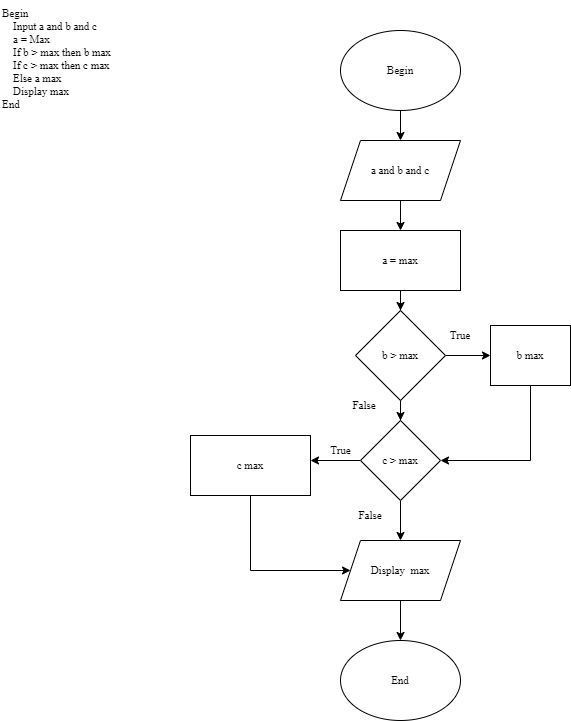 Begin
Input a and b and c
a = Max
If b > max then b max
If c > max then c max
Else a max
Display max
End
Begin
a and b and c
a = max
b > max
True
b max
False
c > max
True
c max
False
Display max
End